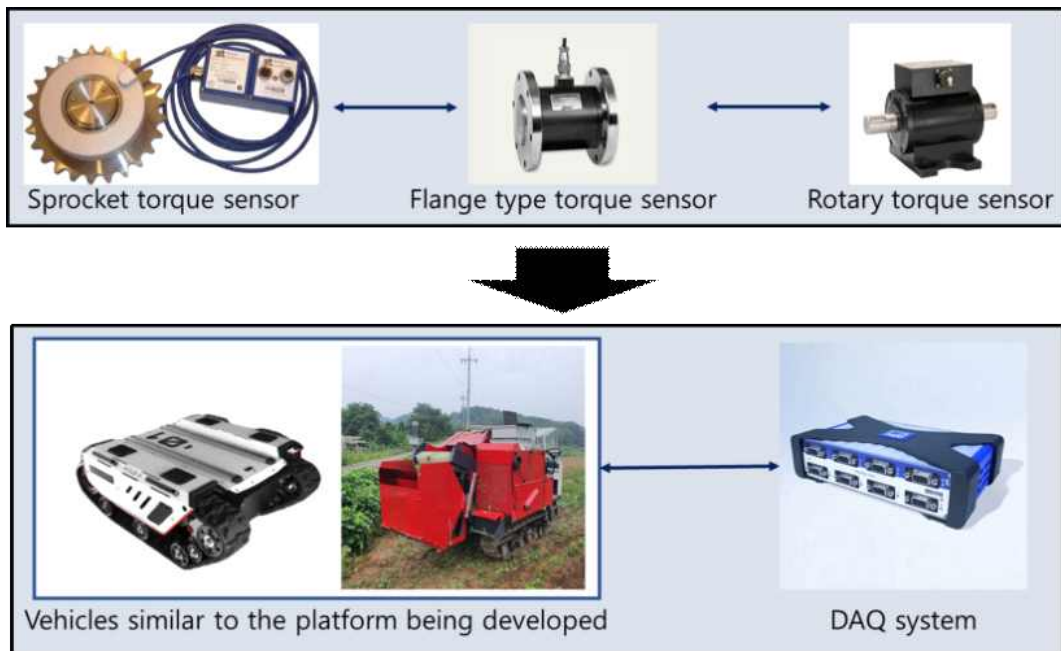 Sprocket torque sensor
Flange type torque sensor
Rotary torque sensor
Vehicles similar to the platform being developed
DAQ system